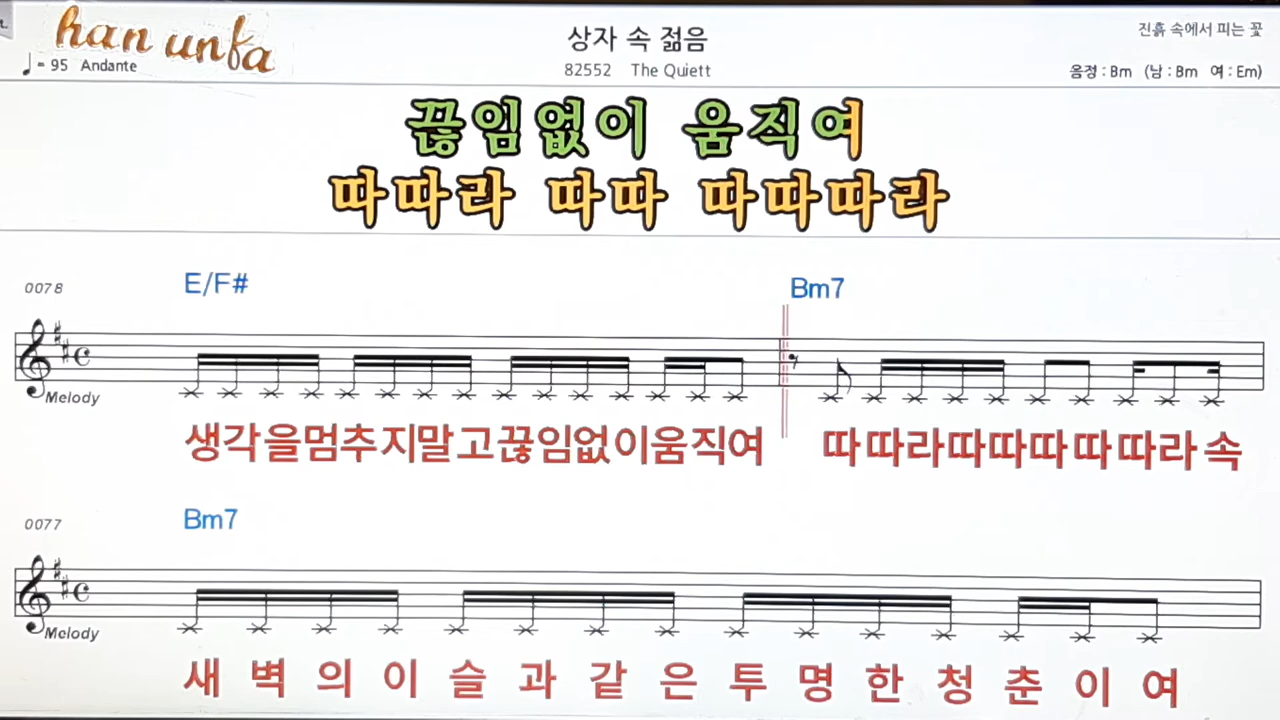 han unfa
♩= 95 Andante
상자 속 젊음
82552 The Quiett
진흙 속에서 피는 꽃
음정 : Bm (남 : Bm 여 : Em)
끊임없이 움직여
따따라 따따 따따따라
0078
E/F# Bm7
Melody
생각을멈추지말고끊임없이움직여 따따라따따따따따라속
0077
Bm7
Melody
새벽의이슬과같은투명한청춘이여